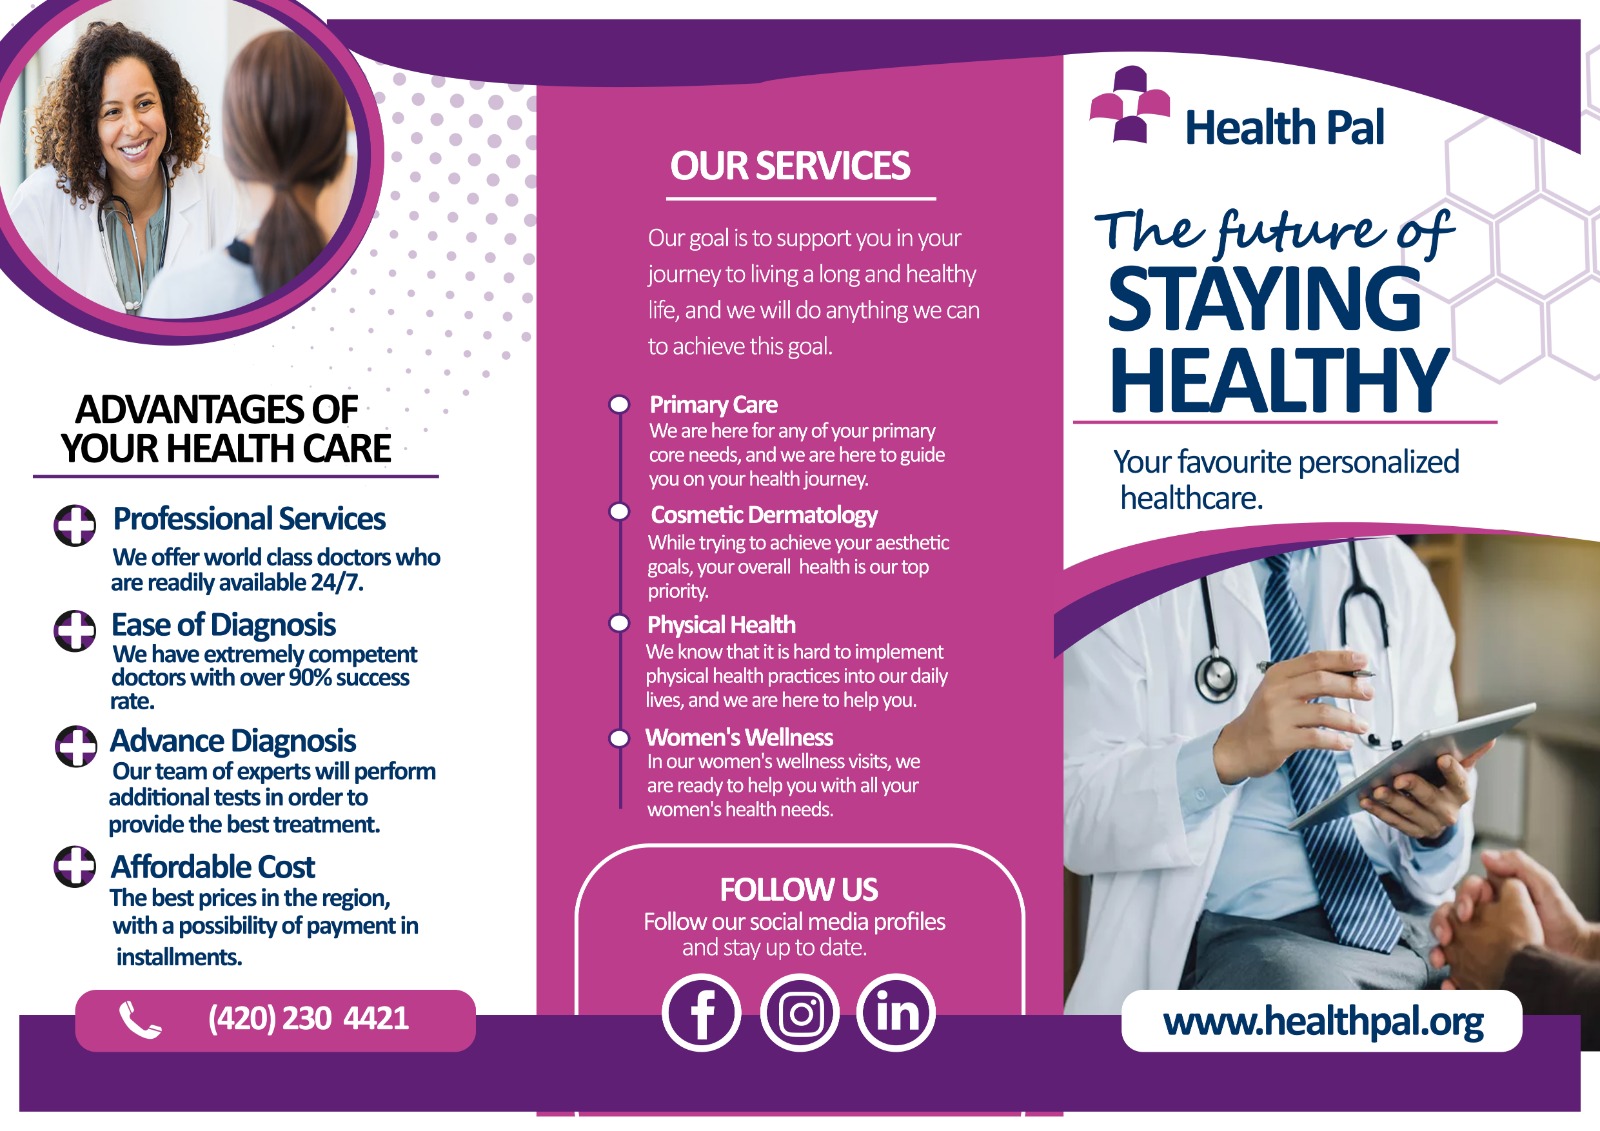 ADVANTAGES OF
YOUR HEALTH CARE
Professional Services
We offer world class doctors who
are readily available 24/7.
Ease of Diagnosis
We have extremely competent
doctors with over 90% success
rate.
Advance Diagnosis
Our team of experts will perform
additional tests in order to
provide the best treatment.
Affordable Cost
The best prices in the region,
with a possibility of payment in
installments.
(420) 230 4421
OUR SERVICES
Our goal is to support you in your
journey to living a long and healthy
life, and we will do anything we can
to achieve this goal.
Primary Care
We are here for any of your primary
core needs, and we are here to guide
you on your health journey.
Cosmetic Dermatology
While trying to achieve your aesthetic
goals, your overall health is our top
priority.
Physical Health
We know that it is hard to implement
physical health practices into our daily
lives, and we are here to help you.
Women's Wellness
In our women's wellness visits, we
are ready to help you with all your
women's health needs.
FOLLOW US
Follow our social media profiles
and stay up to date.
f
in
Health Pal
The future of
STAYING
HEALTHY
Your favourite personalized
healthcare.
www.healthpal.org